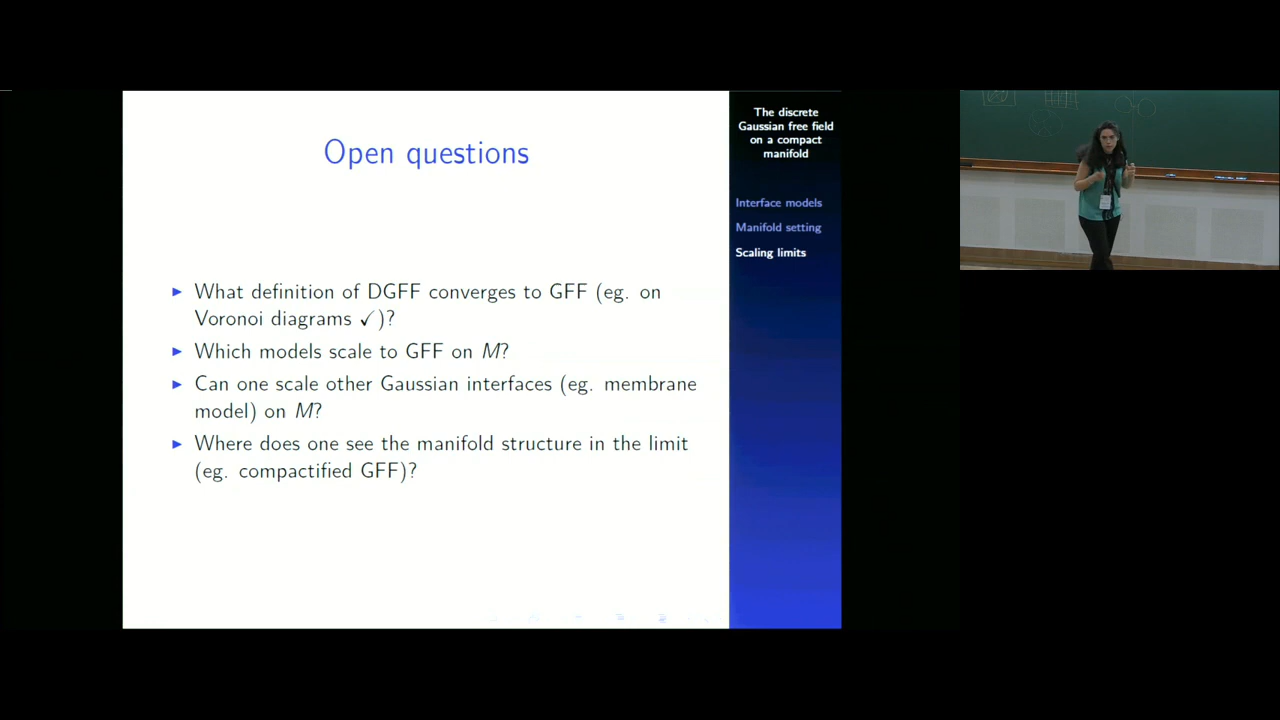 Open questions
▶ What definition of DGFF converges to GFF (eg. on
Voronoi diagrams ✓)?
▶ Which models scale to GFF on M?
▶ Can one scale other Gaussian interfaces (eg. membrane
model) on M?
▶ Where does one see the manifold structure in the limit
(eg. compactified GFF)?
The discrete
Gaussian free field
on a compact
manifold
Interface models
Manifold setting
Scaling limits